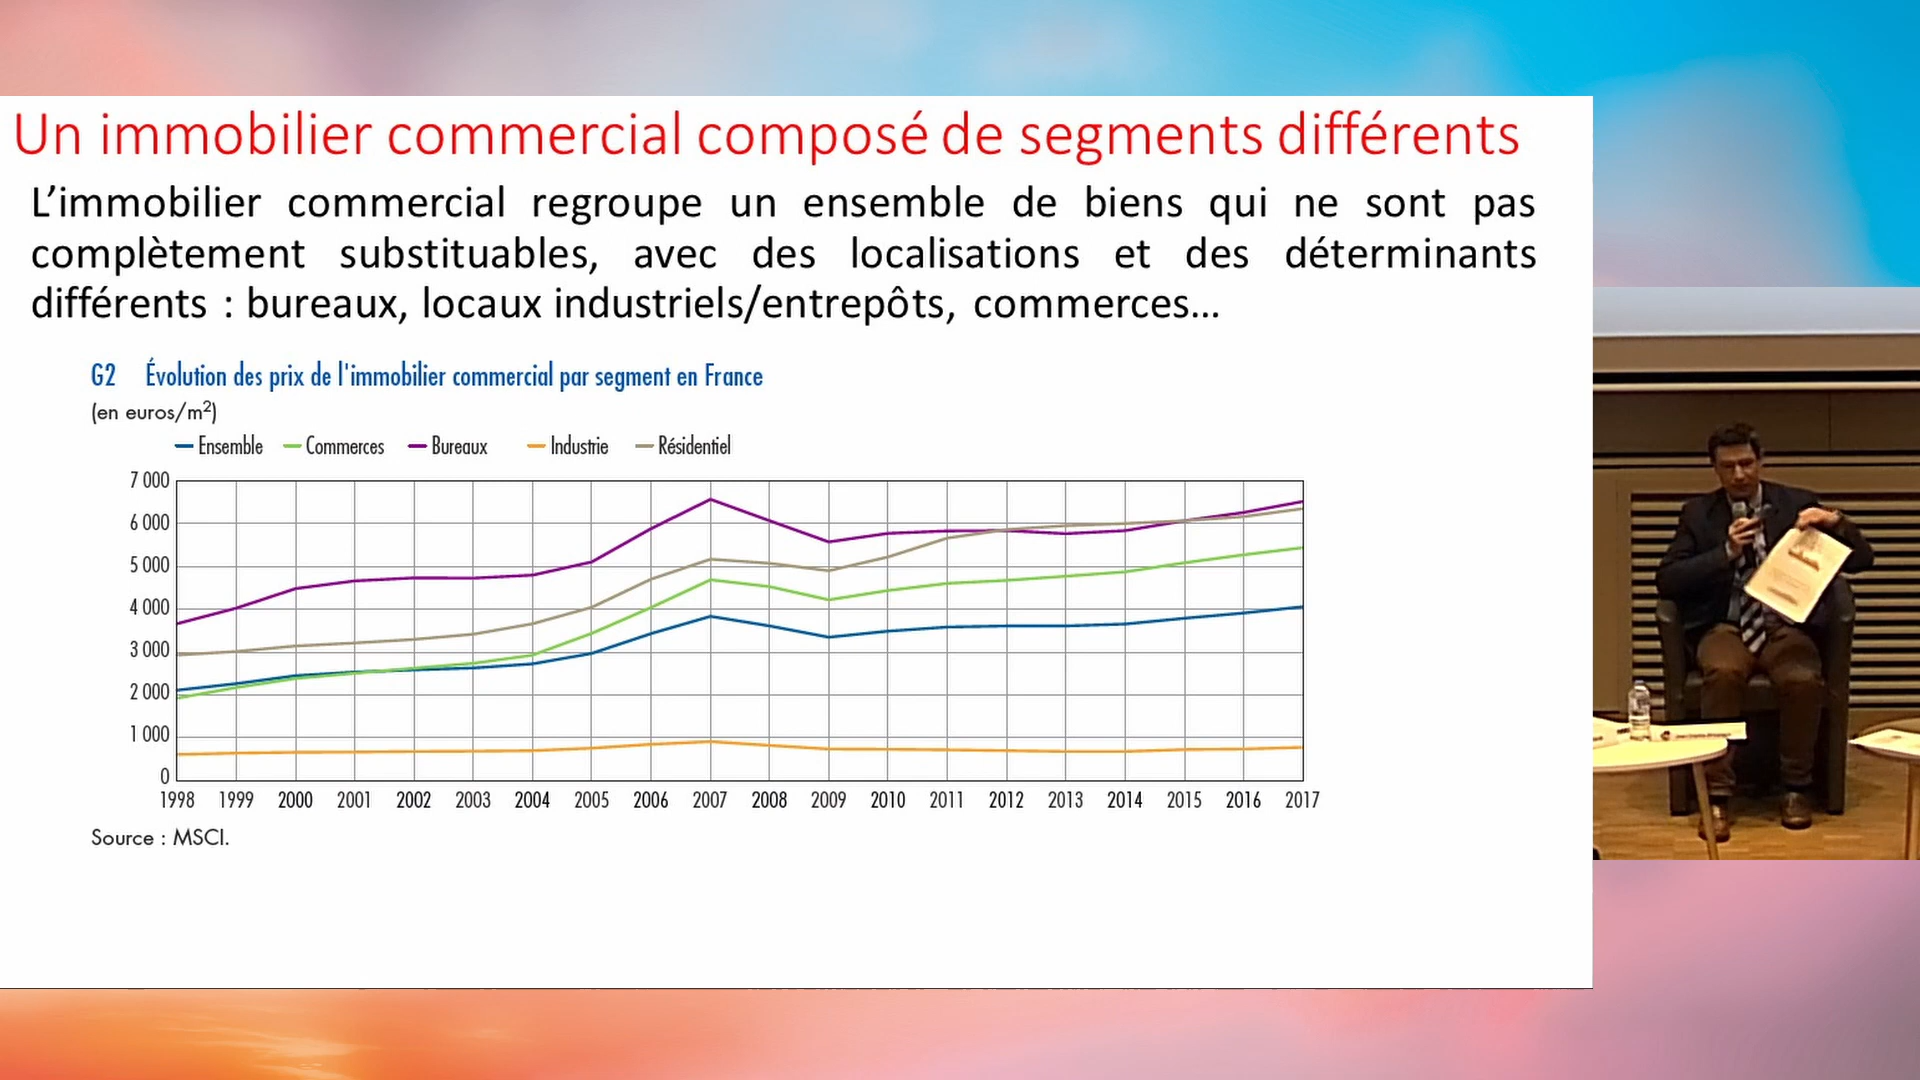 Un immobilier commercial composé de segments différents
L’immobilier commercial regroupe un ensemble de biens qui ne sont pas
complètement substituables, avec des localisations et des déterminants
différents : bureaux, locaux industriels/entrepôts, commerces…
G2 Évolution des prix de l'immobilier commercial par segment en France
(en euros/m²)
Ensemble Commerces Bureaux Industrie Résidentiel
7 000
6 000
5 000
4 000
3 000
2 000
1 000
0
1998 1999 2000 2001 2002 2003 2004 2005 2006 2007 2008 2009 2010 2011 2012 2013 2014 2015 2016 2017
Source : MSCI.